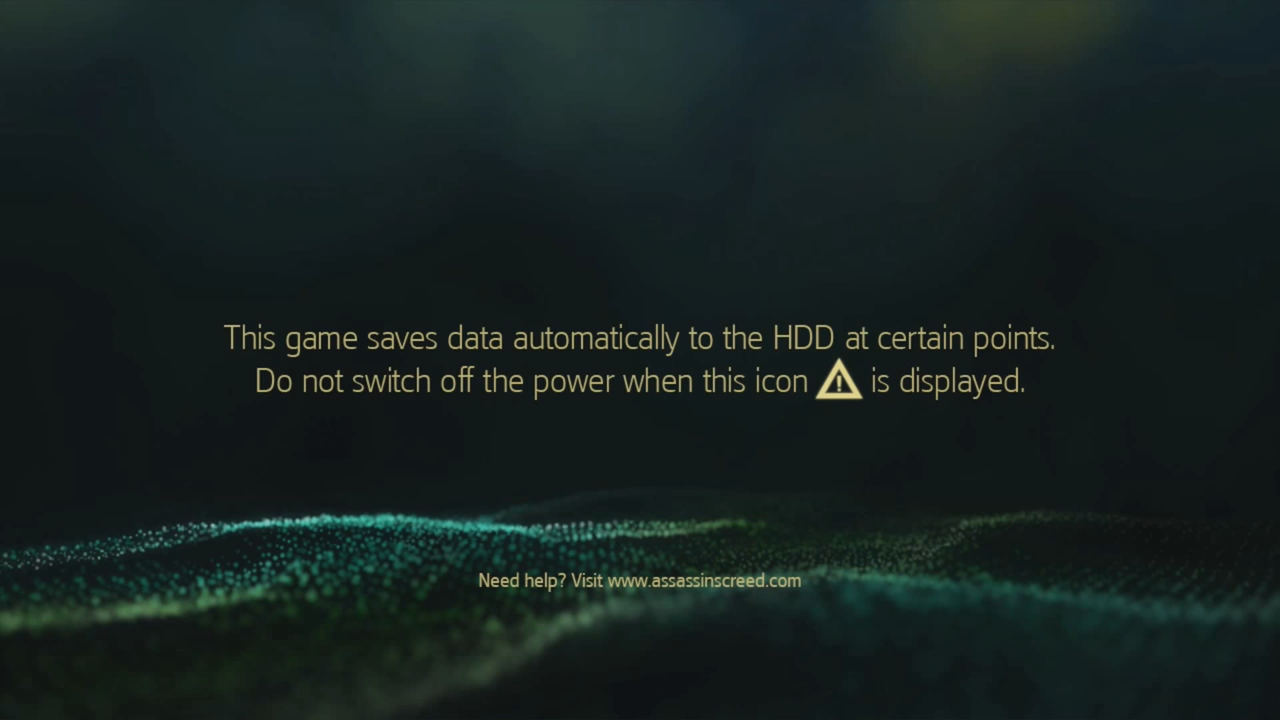 This game saves data automatically to the HDD at certain points.
Do not switch off the power when this icon ⚠ is displayed.
Need help? Visit www.assassinscreed.com